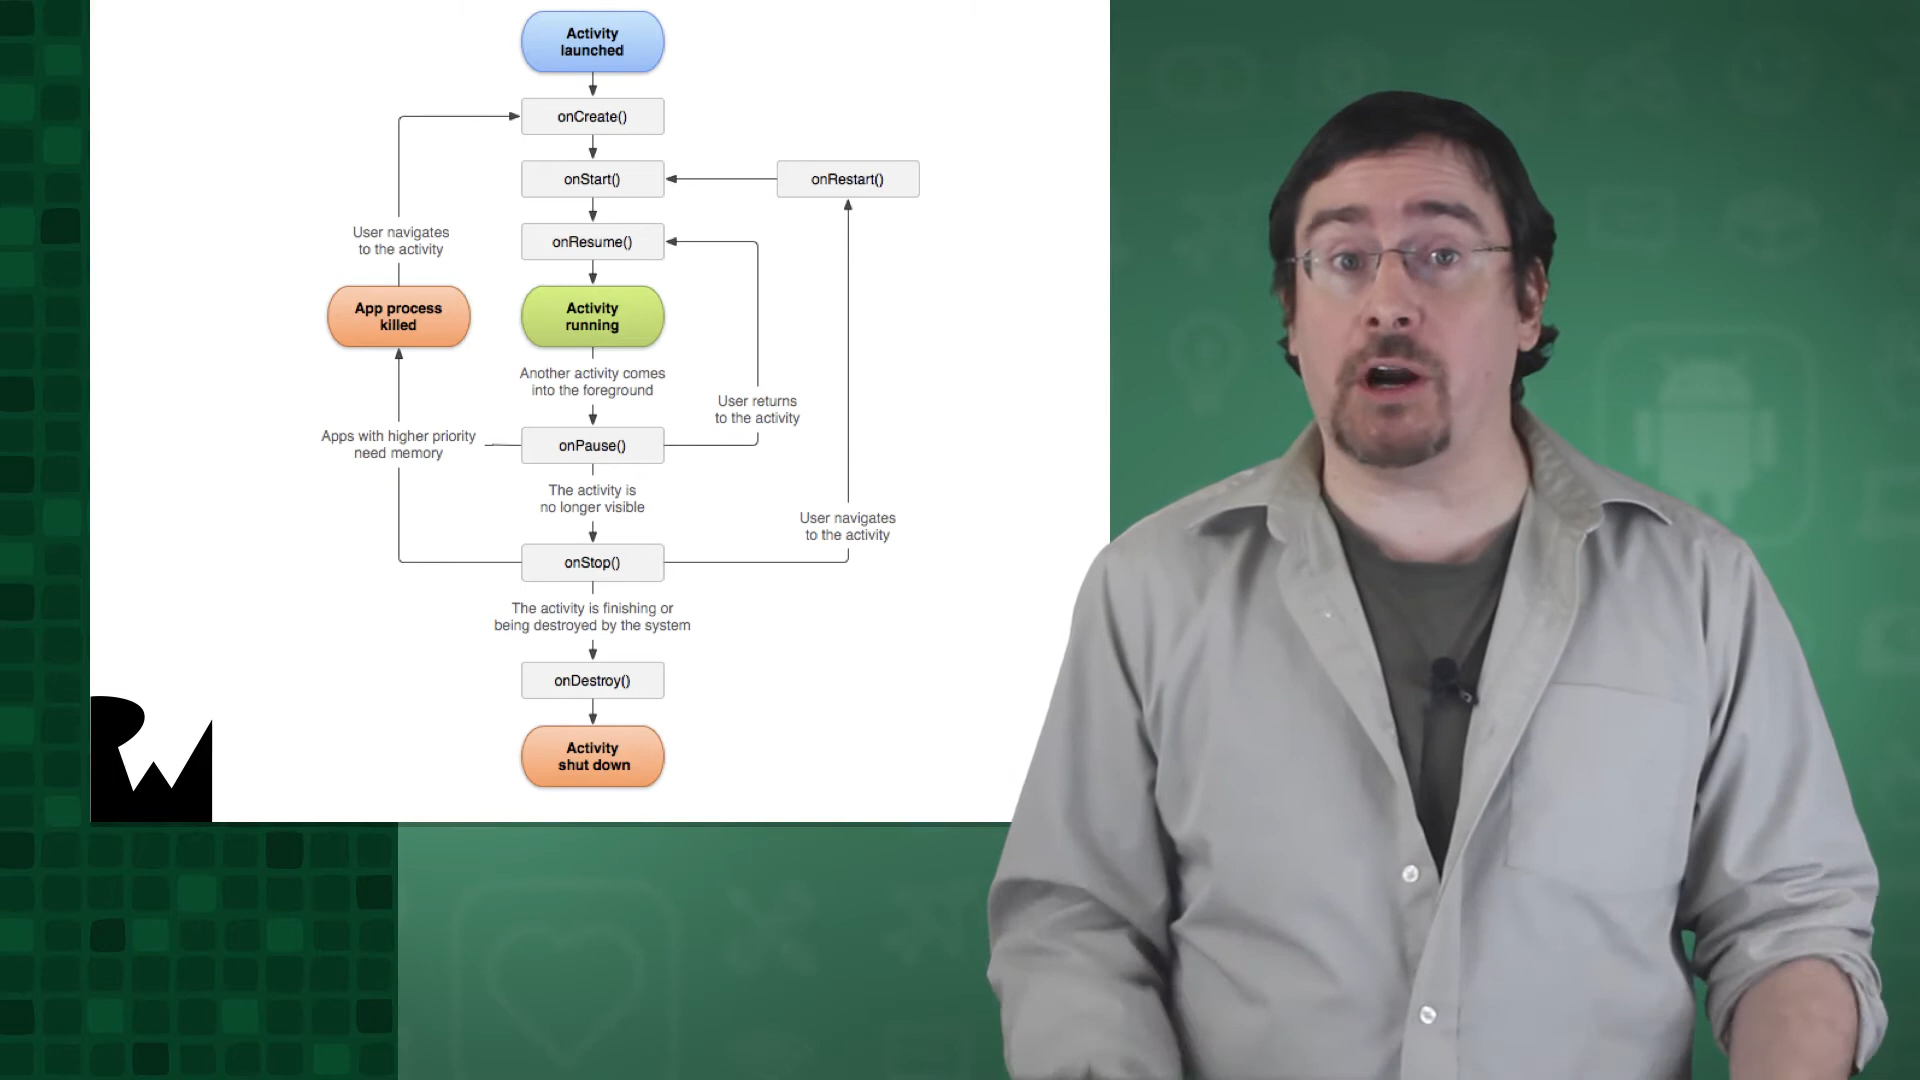 Activity
launched
onCreate()
onStart()
onRestart()
User navigates
to the activity
onResume()
App process
killed
Activity
running
Another activity comes
into the foreground
User returns
to the activity
Apps with higher priority
need memory
onPause()
The activity is
no longer visible
User navigates
to the activity
onStop()
The activity is finishing or
being destroyed by the system
onDestroy()
Activity
shut down
RW